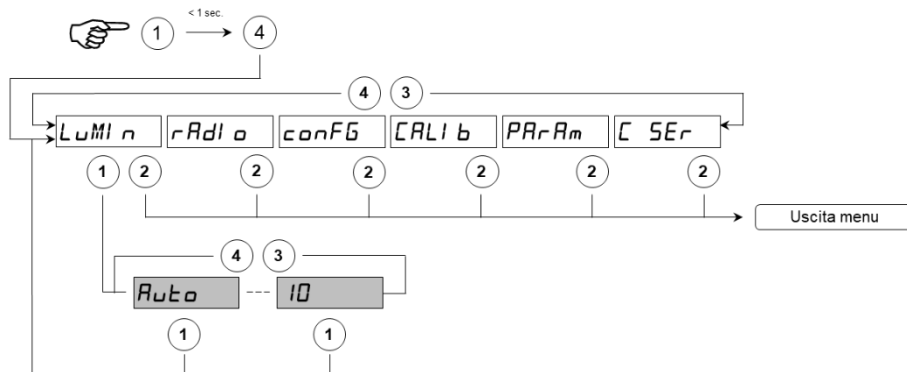 < 1 sec.
1 4
4 3
LuMI n rAdI o conFG CALI b PArAm C SEr
1 2 2 2 2 2 2
Uscita menu
4 3
Auto --- 10
1 1